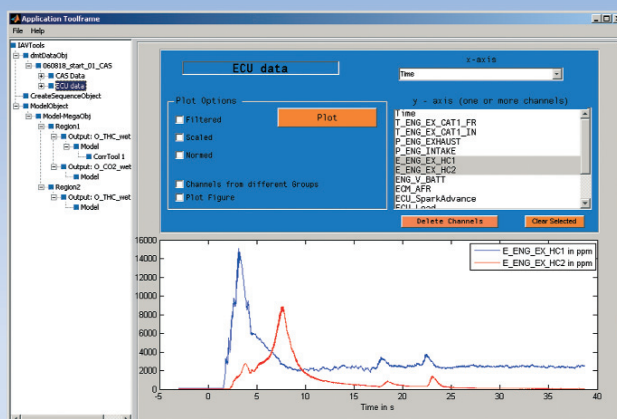 Application Toolframe
File Help
IAVTools
dmtDataObj
060818_start_01_CAS
CAS Data
ECU data
CreateSequenceObject
ModelObject
Model-MegaObj
Region1
Output: O_THC_wet
Model
CorrTool 1
Output: O_CO2_wet
Model
Region2
Output: O_THC_wet
Model
ECU data
x-axis
Time
Plot Options
Filtered
Scaled
Normed
Channels from different Groups
Plot Figure
Plot
y - axis (one or more channels)
Time
T_ENG_EX_CAT1_FR
T_ENG_EX_CAT1_IN
P_ENG_EXHAUST
P_ENG_INTAKE
E_ENG_EX_HC1
E_ENG_EX_HC2
ENG_V_BATT
ECM_AFR
ECU_SparkAdvance
ECU_Load
Delete Channels
Clear Selected
16000
14000
12000
10000
8000
6000
4000
2000
0
E_ENG_EX_HC1 in ppm
E_ENG_EX_HC2 in ppm
-5 0 5 10 15 20 25 30 35 40
Time in s